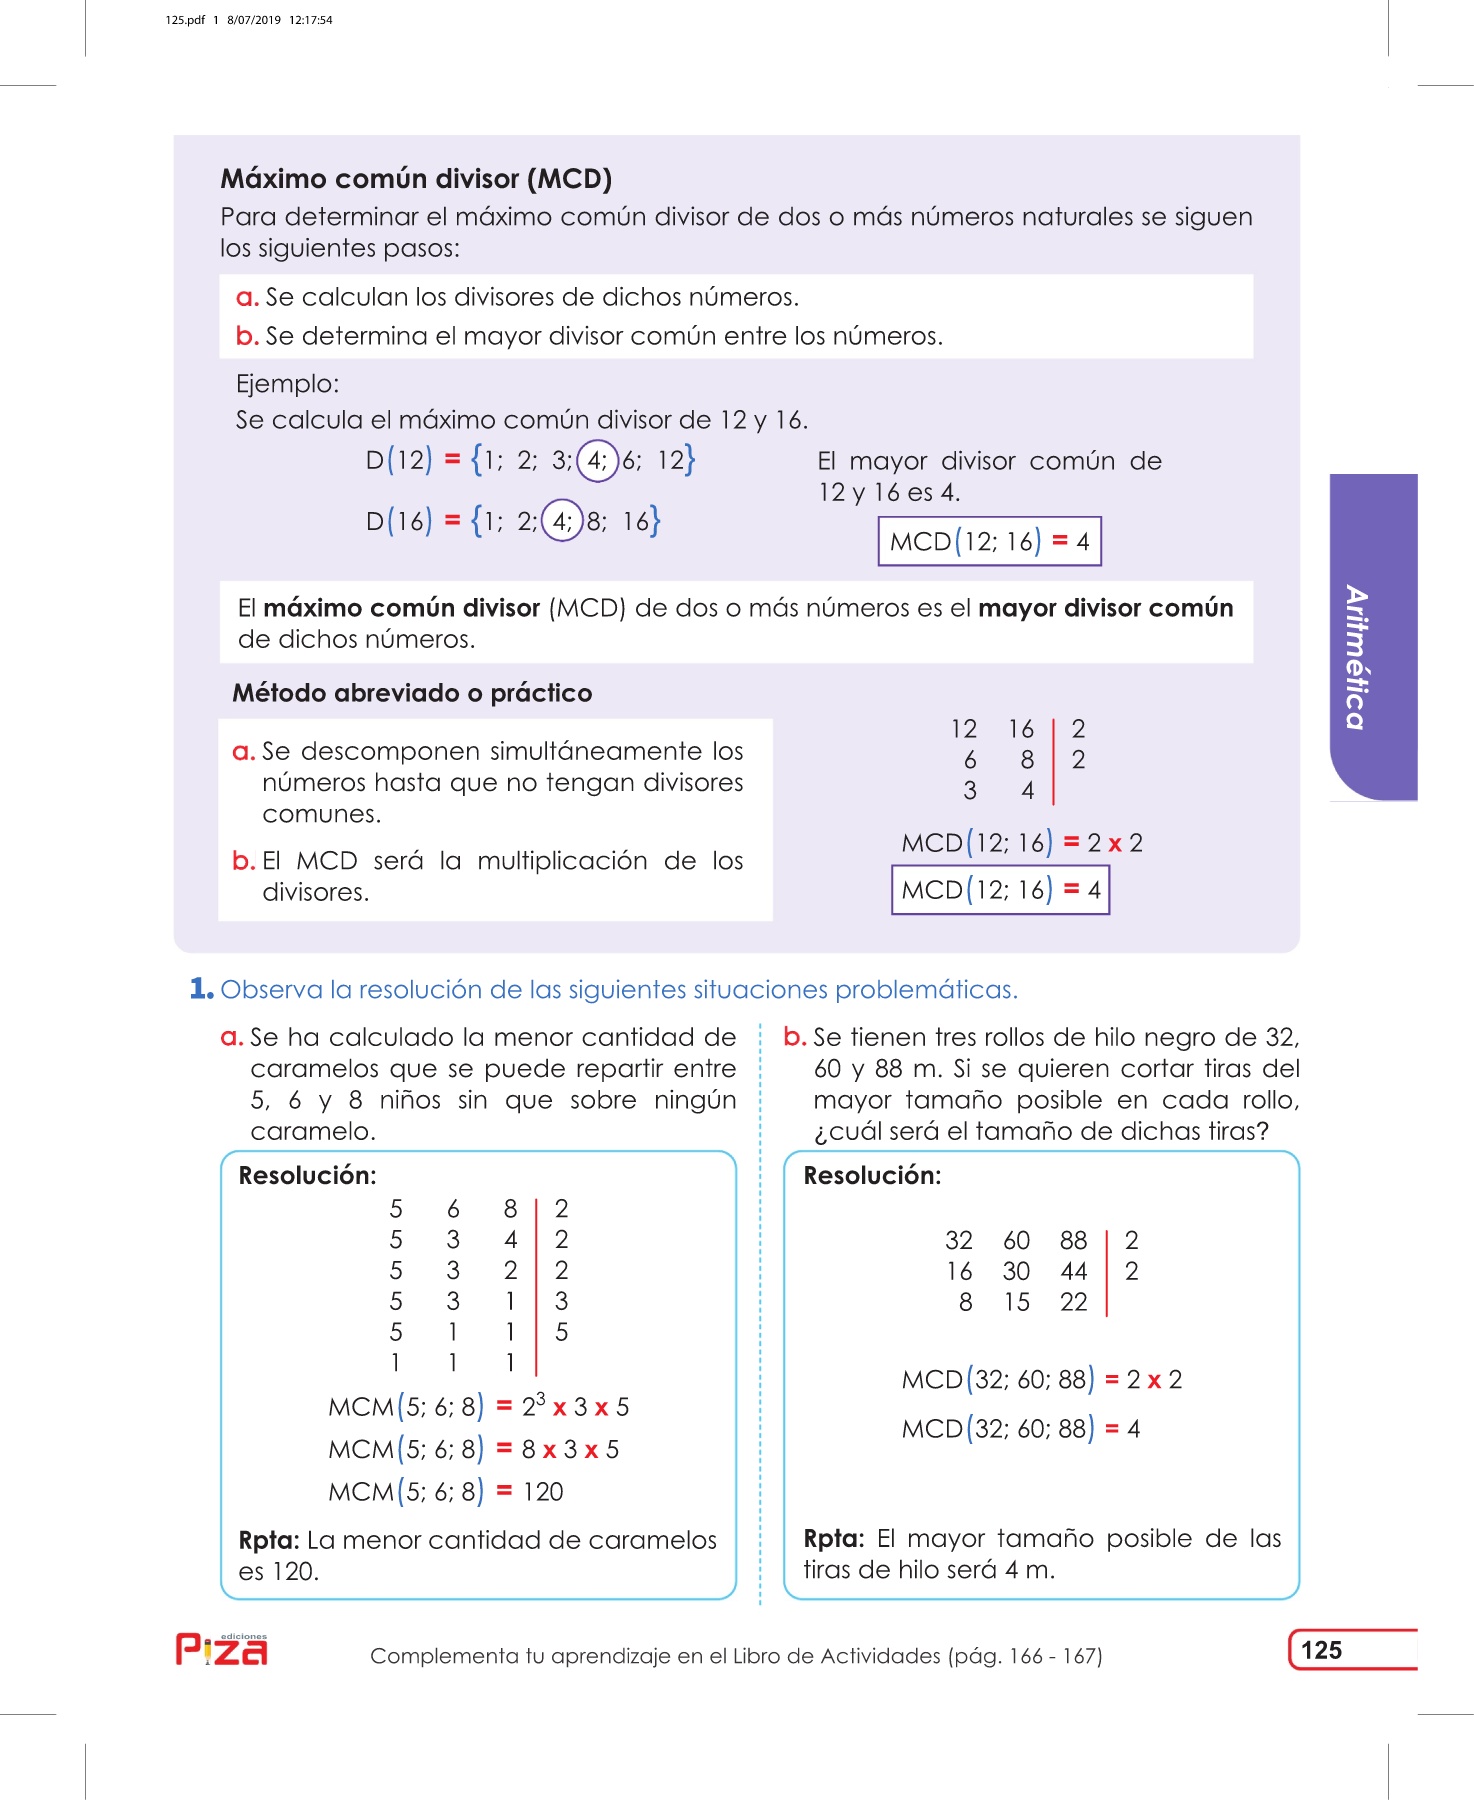 125.pdf 1 8/07/2019 12:17:54
Máximo común divisor (MCD)
Para determinar el máximo común divisor de dos o más números naturales se siguen
los siguientes pasos:
a. Se calculan los divisores de dichos números.
b. Se determina el mayor divisor común entre los números.
Ejemplo:
Se calcula el máximo común divisor de 12 y 16.
D(12) = {1; 2; 3; 4; 6; 12}
D(16) = {1; 2; 4; 8; 16}
El mayor divisor común de
12 y 16 es 4.
MCD(12; 16) = 4
El máximo común divisor (MCD) de dos o más números es el mayor divisor común
de dichos números.
Método abreviado o práctico
a. Se descomponen simultáneamente los
números hasta que no tengan divisores
comunes.
b. El MCD será la multiplicación de los
divisores.
12 16 2
6 8 2
3 4
MCD(12; 16) = 2 x 2
MCD(12; 16) = 4
Aritmética
1. Observa la resolución de las siguientes situaciones problemáticas.
a. Se ha calculado la menor cantidad de
caramelos que se puede repartir entre
5, 6 y 8 niños sin que sobre ningún
caramelo.
Resolución:
5 6 8 2
5 3 4 2
5 3 2 2
5 3 1 3
5 1 1 5
1 1 1
MCM(5; 6; 8) = 2³ x 3 x 5
MCM(5; 6; 8) = 8 x 3 x 5
MCM(5; 6; 8) = 120
Rpta: La menor cantidad de caramelos
es 120.
b. Se tienen tres rollos de hilo negro de 32,
60 y 88 m. Si se quieren cortar tiras del
mayor tamaño posible en cada rollo,
¿cuál será el tamaño de dichas tiras?
Resolución:
32 60 88 2
16 30 44 2
8 15 22
MCD(32; 60; 88) = 2 x 2
MCD(32; 60; 88) = 4
Rpta: El mayor tamaño posible de las
tiras de hilo será 4 m.
ediciones
Piza
Complementa tu aprendizaje en el Libro de Actividades (pág. 166 - 167)
125